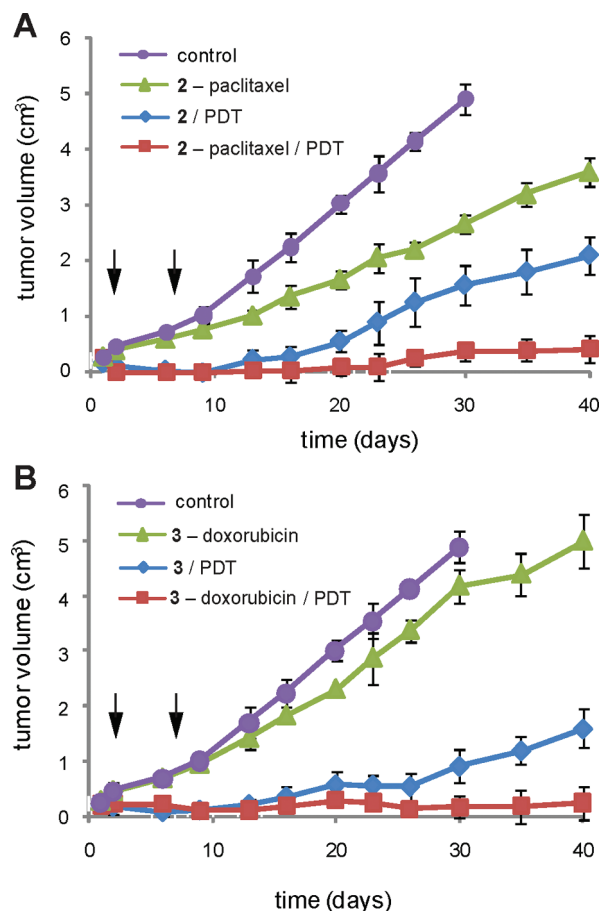 A
6
5
4
3
2
1
0
tumor volume (cm³)
control
2 – paclitaxel
2 / PDT
2 – paclitaxel / PDT
0 10 20 30 40
time (days)
B
6
5
4
3
2
1
0
tumor volume (cm³)
control
3 – doxorubicin
3 / PDT
3 – doxorubicin / PDT
0 10 20 30 40
time (days)